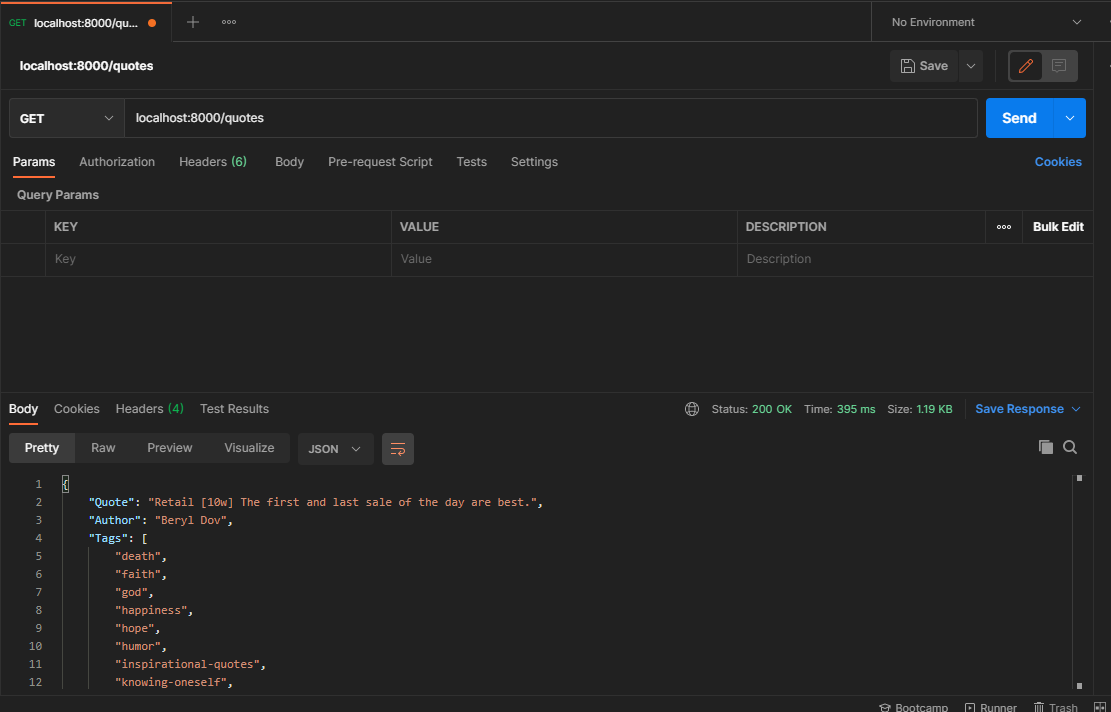 GET localhost:8000/qu...
No Environment
localhost:8000/quotes
Save
GET localhost:8000/quotes Send
Params Authorization Headers (6) Body Pre-request Script Tests Settings Cookies
Query Params
KEY VALUE DESCRIPTION Bulk Edit
Key Value Description
Body Cookies Headers (4) Test Results Status: 200 OK Time: 395 ms Size: 1.19 KB Save Response
Pretty Raw Preview Visualize JSON
1 {
2 "Quote": "Retail [10w] The first and last sale of the day are best.",
3 "Author": "Beryl Dov",
4 "Tags": [
5 "death",
6 "faith",
7 "god",
8 "happiness",
9 "hope",
10 "humor",
11 "inspirational-quotes",
12 "knowing-oneself",
Bootcamp Runner Trash